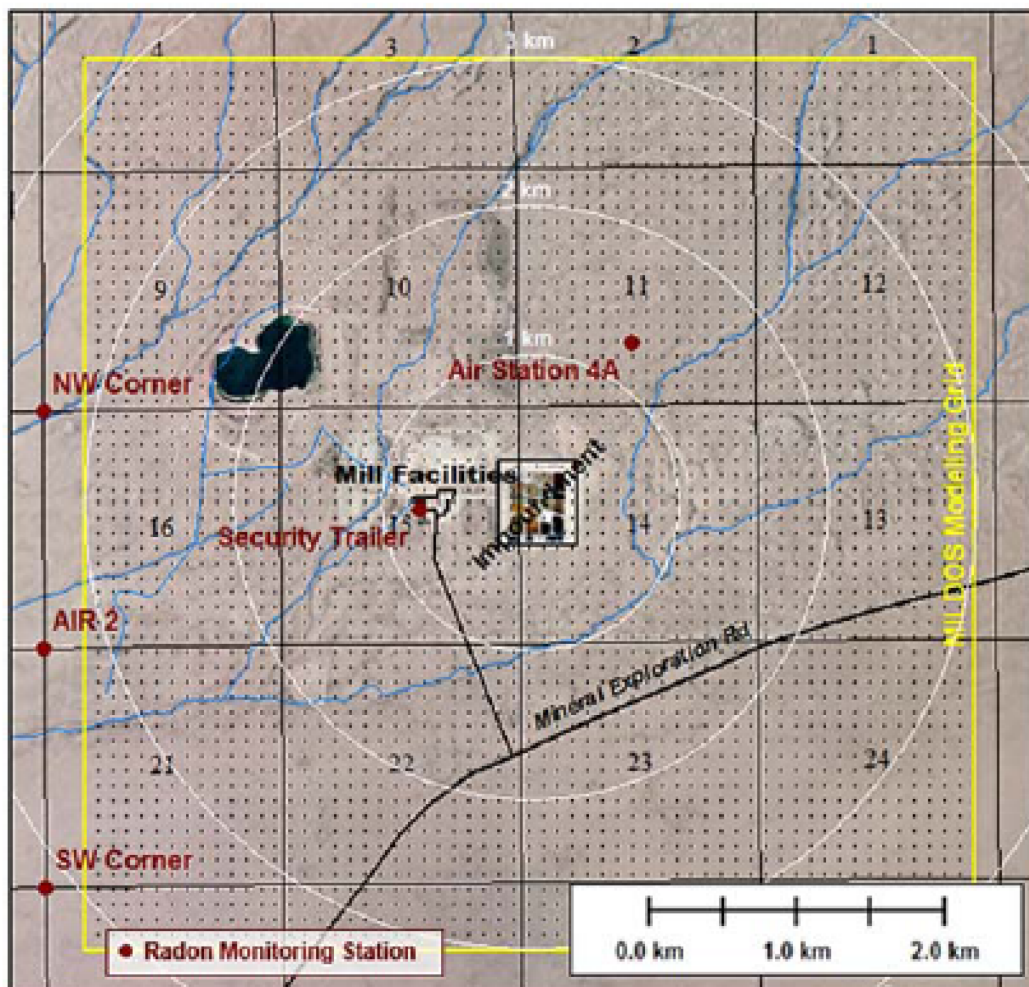 4
3
3 km
2
1
2 km
9
10
11
12
1 km
Air Station 4A
NW Corner
MILDOS Modeling Grid
Mill Facilities
Impoundment
16
15
14
13
Security Trailer
AIR 2
Mineral Exploration Rd
21
22
23
24
SW Corner
Radon Monitoring Station
0.0 km 1.0 km 2.0 km